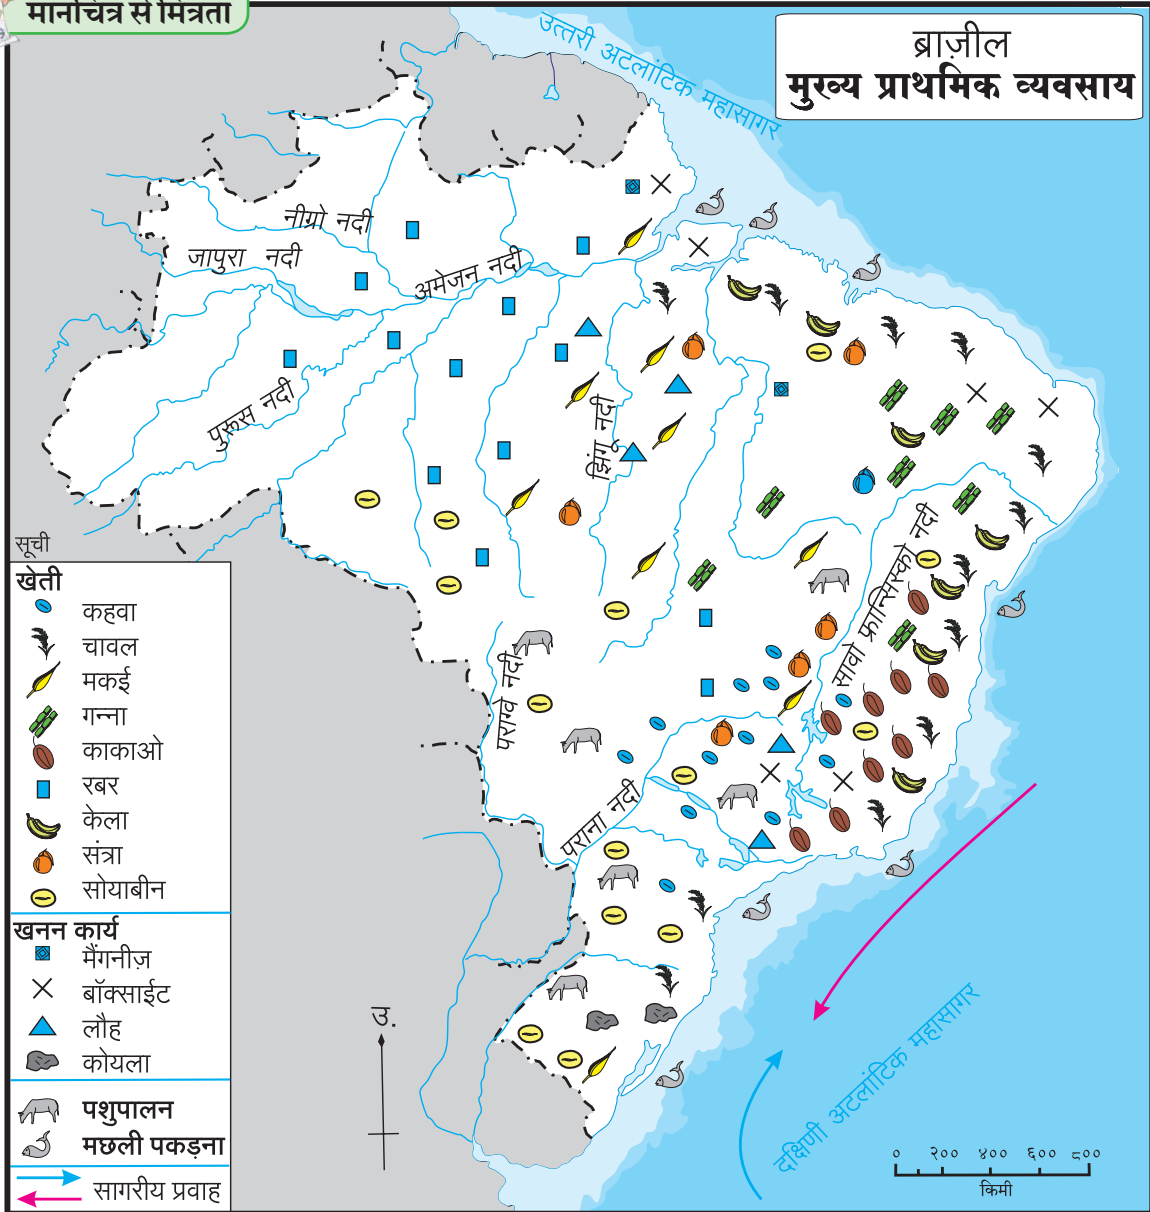 मानचित्र से मित्रता
ब्राज़ील
मुख्य प्राथमिक व्यवसाय
उत्तरी अटलांटिक महासागर
नीग्रो नदी
जापुरा नदी
अमेजन नदी
पुरूस नदी
झिंगू नदी
सावो फ्रान्सिस्को नदी
पराग्वे नदी
पराना नदी
सूची
खेती
कहवा
चावल
मकई
गन्ना
काकाओ
रबर
केला
संत्रा
सोयाबीन
खनन कार्य
मैंगनीज़
बॉक्साईट
लौह
कोयला
पशुपालन
मछली पकड़ना
सागरीय प्रवाह
उ.
दक्षिणी अटलांटिक महासागर
० २०० ४०० ६०० ८००
किमी